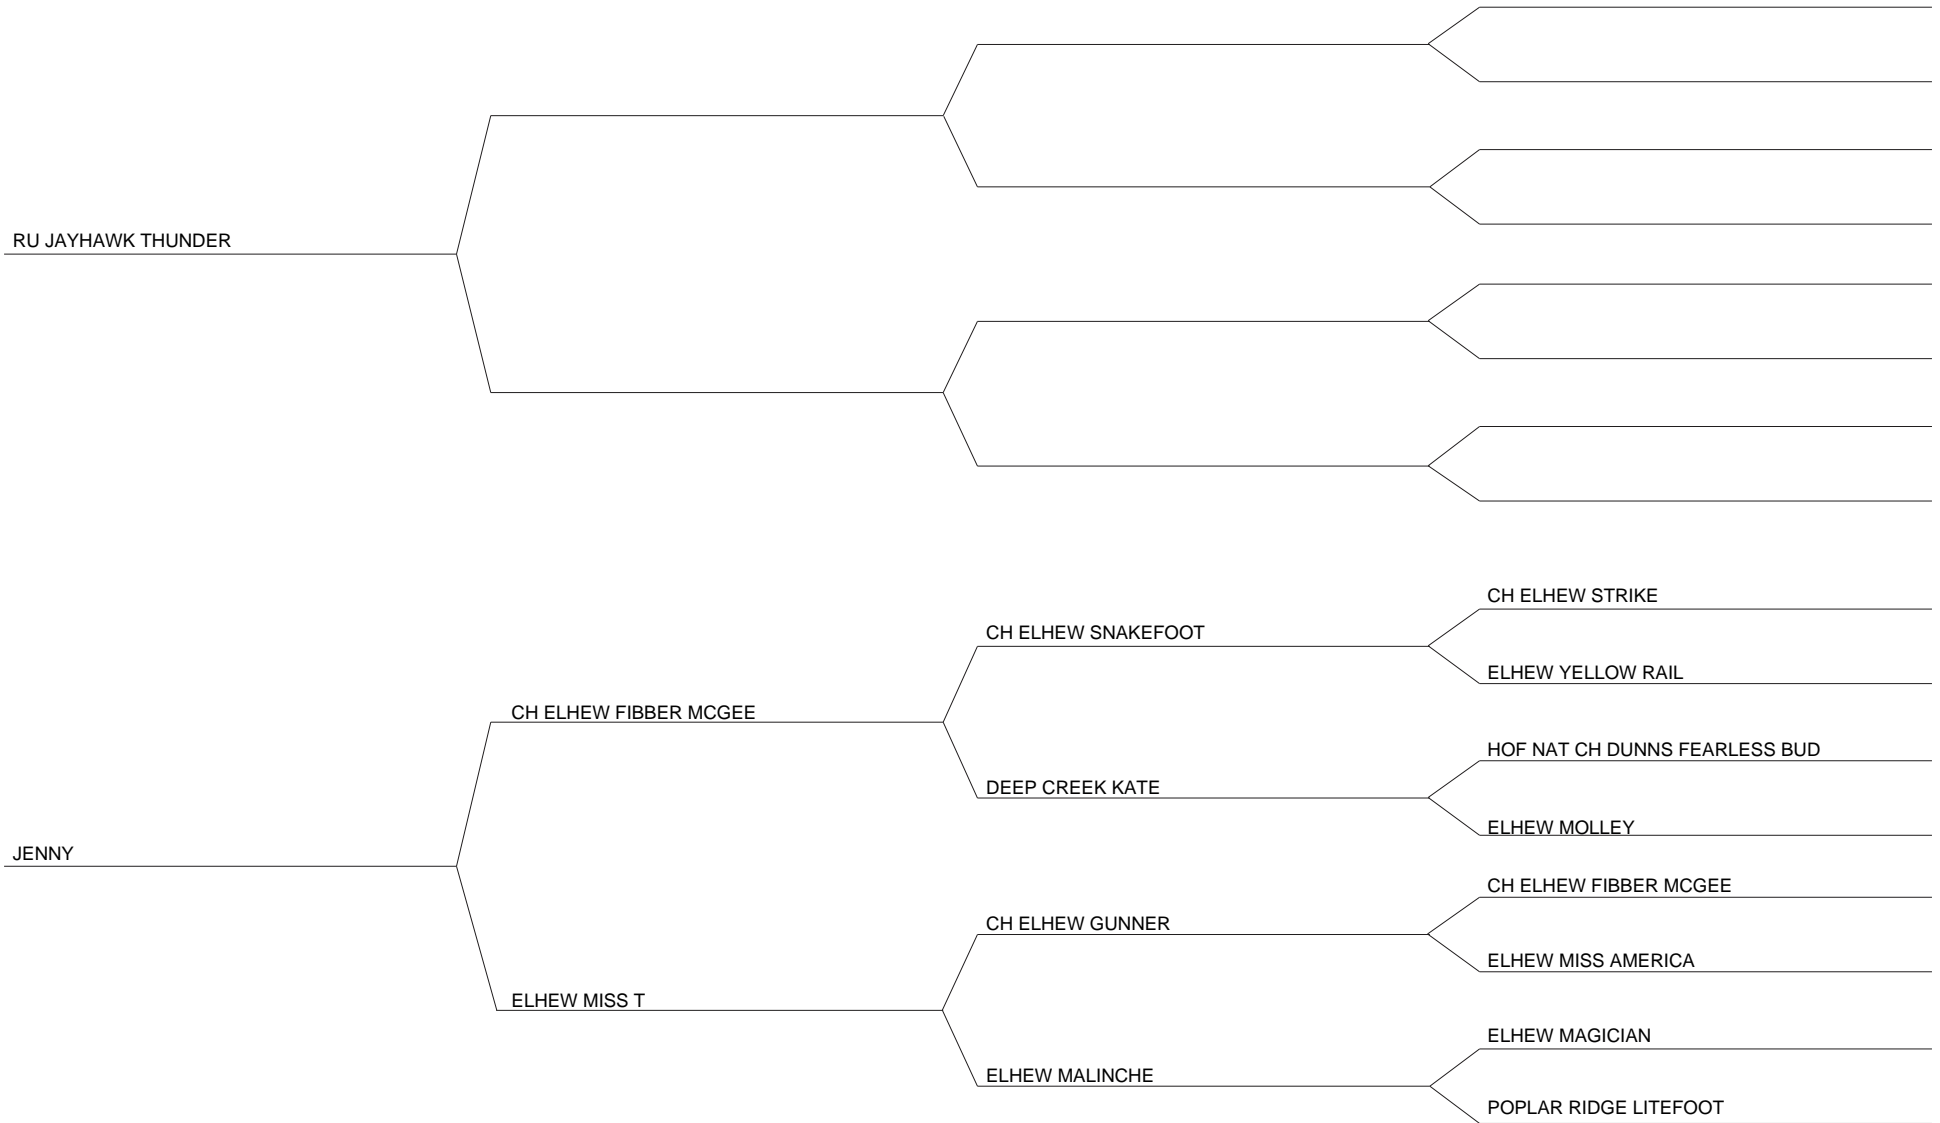 RU JAYHAWK THUNDER
CH ELHEW STRIKE
CH ELHEW SNAKEFOOT
ELHEW YELLOW RAIL
CH ELHEW FIBBER MCGEE
HOF NAT CH DUNNS FEARLESS BUD
DEEP CREEK KATE
ELHEW MOLLEY
JENNY
CH ELHEW FIBBER MCGEE
CH ELHEW GUNNER
ELHEW MISS AMERICA
ELHEW MISS T
ELHEW MAGICIAN
ELHEW MALINCHE
POPLAR RIDGE LITEFOOT